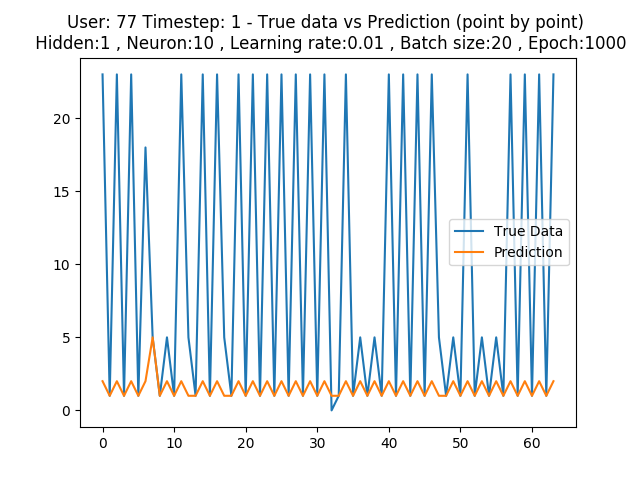 User: 77 Timestep: 1 - True data vs Prediction (point by point)
Hidden:1 , Neuron:10 , Learning rate:0.01 , Batch size:20 , Epoch:1000
20
15
10
5
0
True Data
Prediction
0 10 20 30 40 50 60